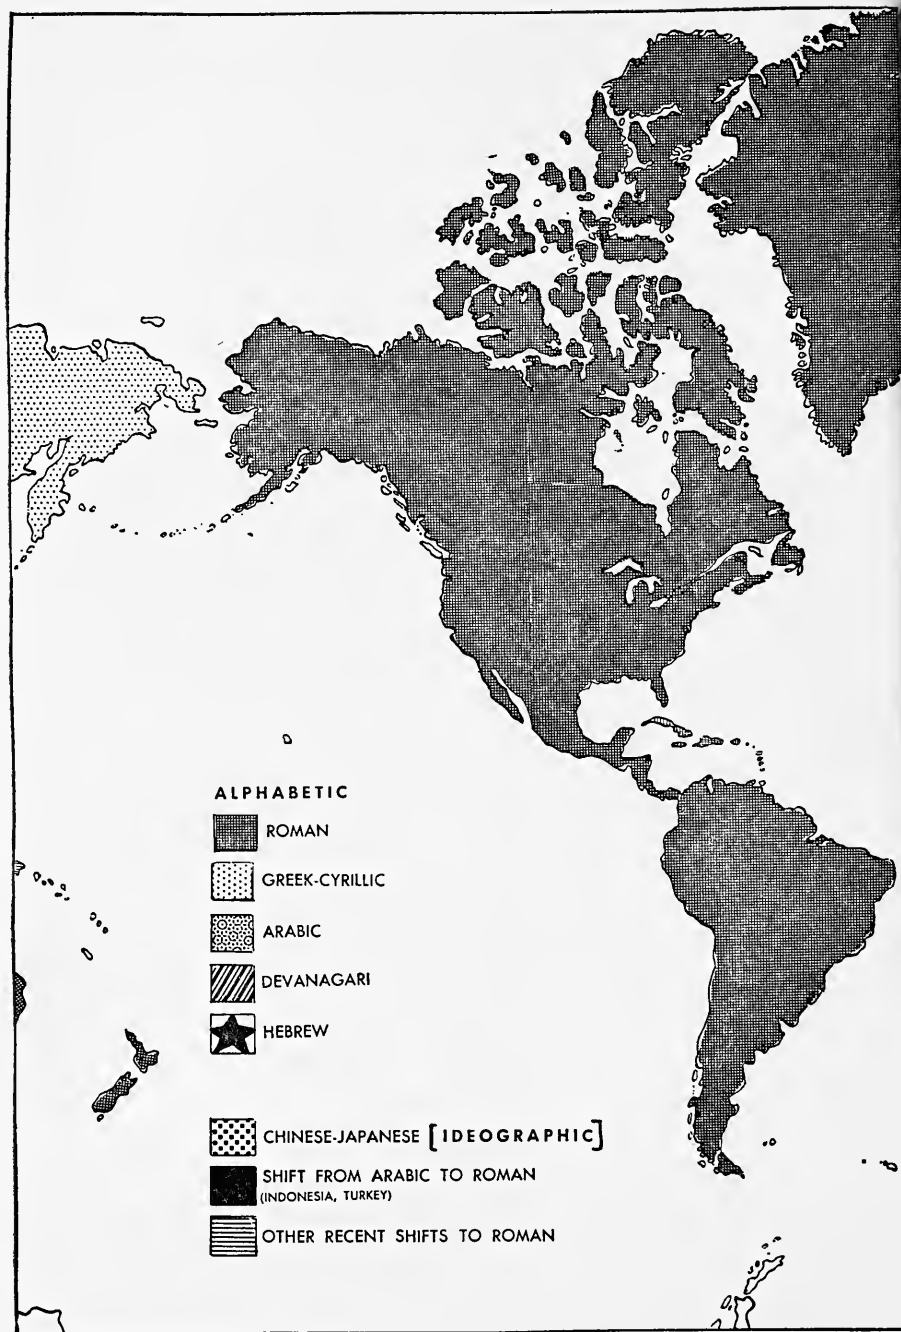 ALPHABETIC
ROMAN
GREEK-CYRILLIC
ARABIC
DEVANAGARI
HEBREW
CHINESE-JAPANESE [IDEOGRAPHIC]
SHIFT FROM ARABIC TO ROMAN
(INDONESIA, TURKEY)
OTHER RECENT SHIFTS TO ROMAN